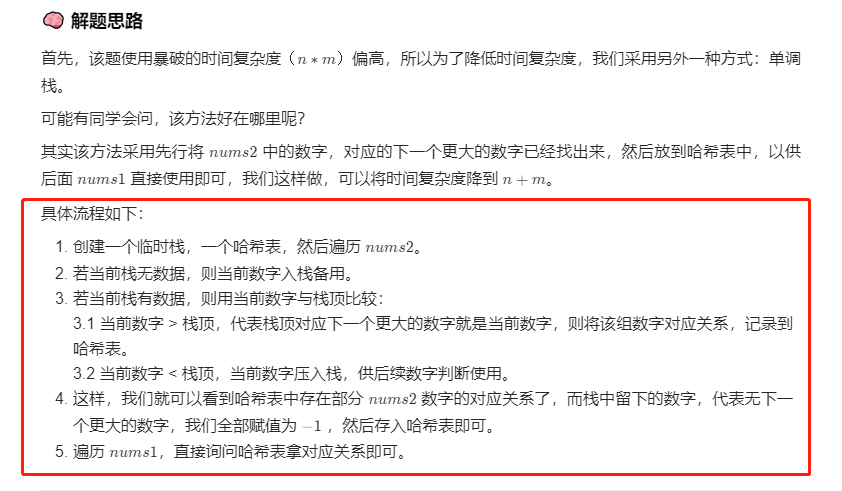 🧠 解题思路
首先，该题使用暴破的时间复杂度（n ∗ m）偏高，所以为了降低时间复杂度，我们采用另外一种方式：单调
栈。
可能有同学会问，该方法好在哪里呢？
其实该方法采用先行将 nums2 中的数字，对应的下一个更大的数字已经找出来，然后放到哈希表中，以供
后面 nums1 直接使用即可，我们这样做，可以将时间复杂度降到 n + m。
具体流程如下：
1. 创建一个临时栈，一个哈希表，然后遍历 nums2。
2. 若当前栈无数据，则当前数字入栈备用。
3. 若当前栈有数据，则用当前数字与栈顶比较：
3.1 当前数字 > 栈顶，代表栈顶对应下一个更大的数字就是当前数字，则将该组数字对应关系，记录到
哈希表。
3.2 当前数字 < 栈顶，当前数字压入栈，供后续数字判断使用。
4. 这样，我们就可以看到哈希表中存在部分 nums2 数字的对应关系了，而栈中留下的数字，代表无下一
个更大的数字，我们全部赋值为 −1 ，然后存入哈希表即可。
5. 遍历 nums1，直接询问哈希表拿对应关系即可。